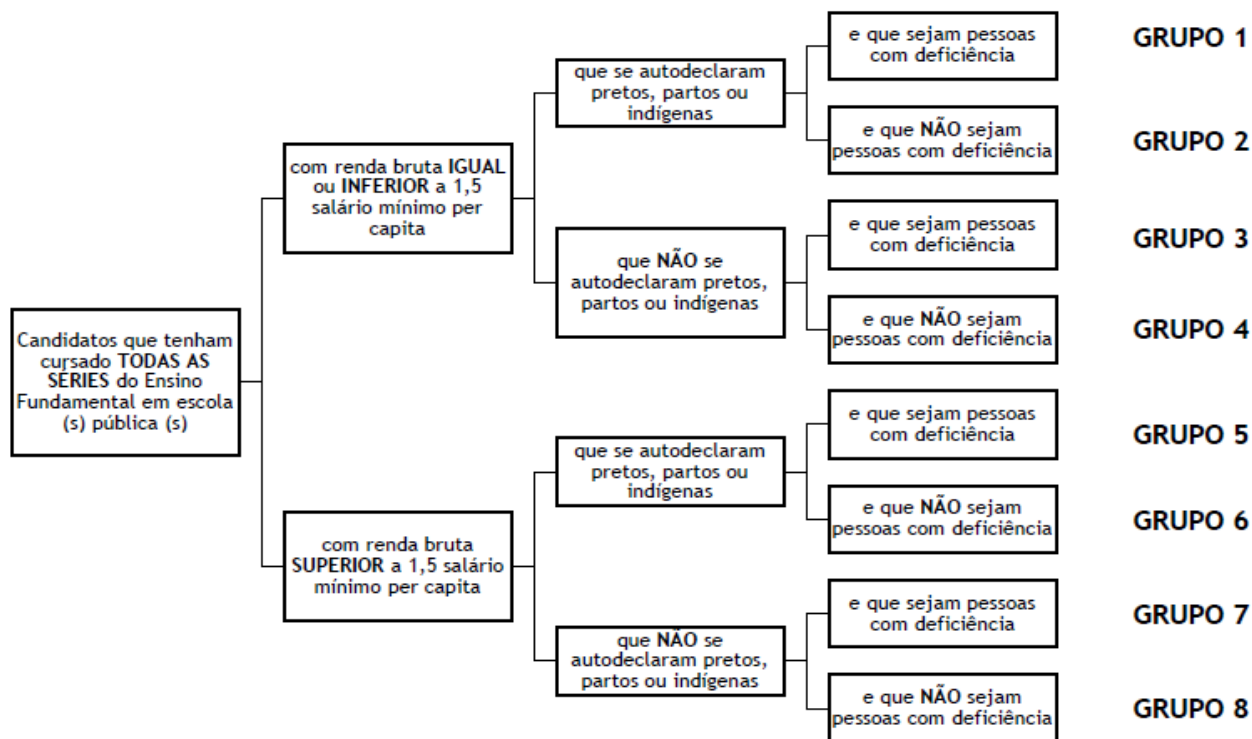 Candidatos que tenham
cursado TODAS AS
SÉRIES do Ensino
Fundamental em escola
(s) pública (s)
com renda bruta IGUAL
ou INFERIOR a 1,5
salário mínimo per
capita
que se autodeclaram
pretos, partos ou
indígenas
e que sejam pessoas
com deficiência
GRUPO 1
e que NÃO sejam
pessoas com deficiência
GRUPO 2
que NÃO se
autodeclaram pretos,
partos ou indígenas
e que sejam pessoas
com deficiência
GRUPO 3
e que NÃO sejam
pessoas com deficiência
GRUPO 4
com renda bruta
SUPERIOR a 1,5 salário
mínimo per capita
que se autodeclaram
pretos, partos ou
indígenas
e que sejam pessoas
com deficiência
GRUPO 5
e que NÃO sejam
pessoas com deficiência
GRUPO 6
que NÃO se
autodeclaram pretos,
partos ou indígenas
e que sejam pessoas
com deficiência
GRUPO 7
e que NÃO sejam
pessoas com deficiência
GRUPO 8